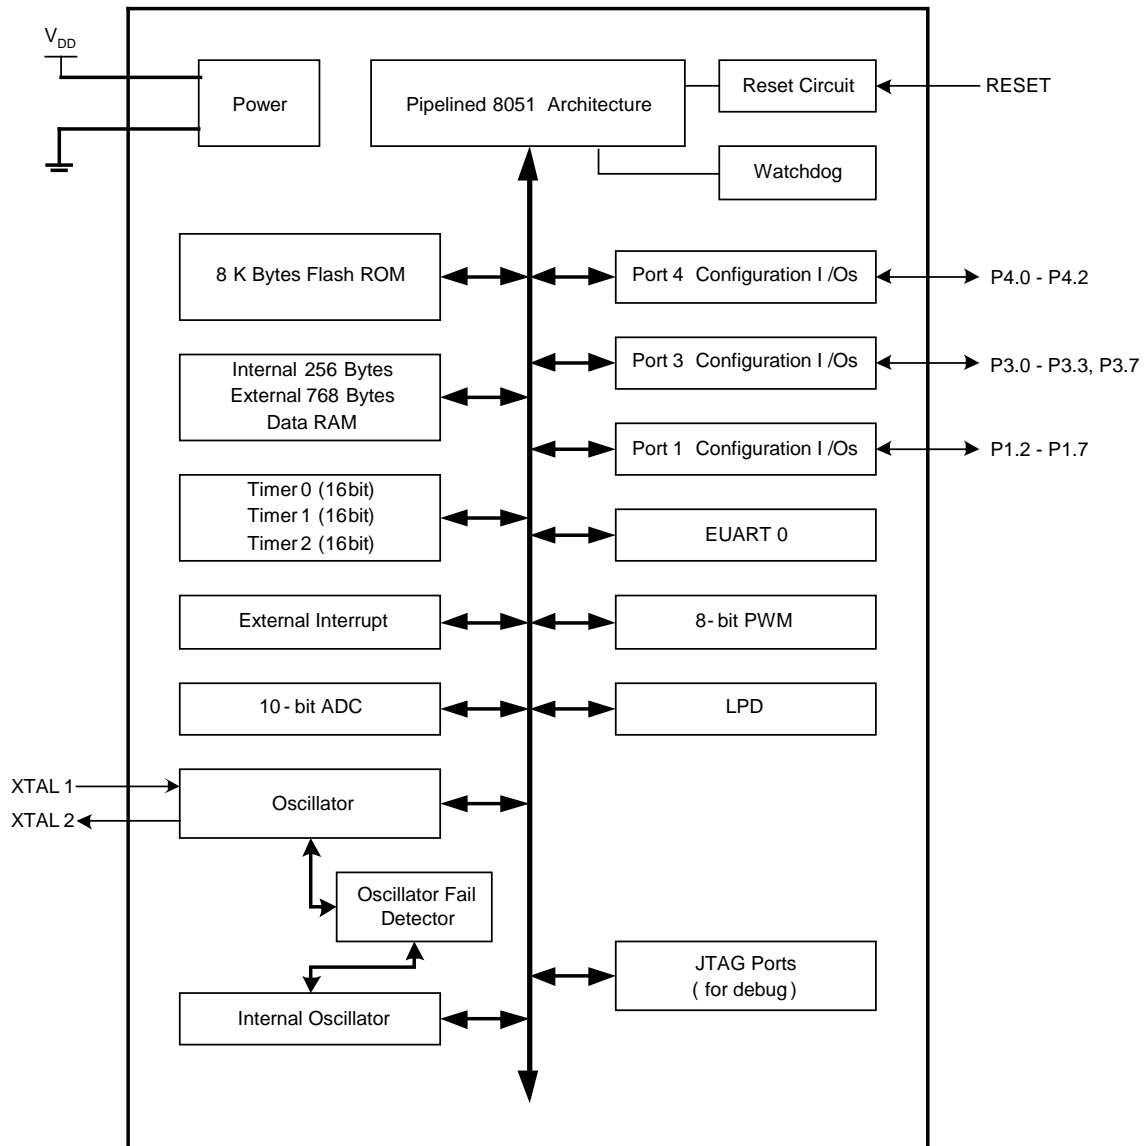 VDD
Power
Pipelined 8051 Architecture
Reset Circuit
RESET
Watchdog
8 K Bytes Flash ROM
Port 4 Configuration I /Os
P4.0 - P4.2
Internal 256 Bytes
External 768 Bytes
Data RAM
Port 3 Configuration I /Os
P3.0 - P3.3, P3.7
Port 1 Configuration I /Os
P1.2 - P1.7
Timer 0 (16bit)
Timer 1 (16bit)
Timer 2 (16bit)
EUART 0
External Interrupt
8- bit PWM
10 - bit ADC
LPD
XTAL 1
XTAL 2
Oscillator
Oscillator Fail
Detector
JTAG Ports
( for debug )
Internal Oscillator